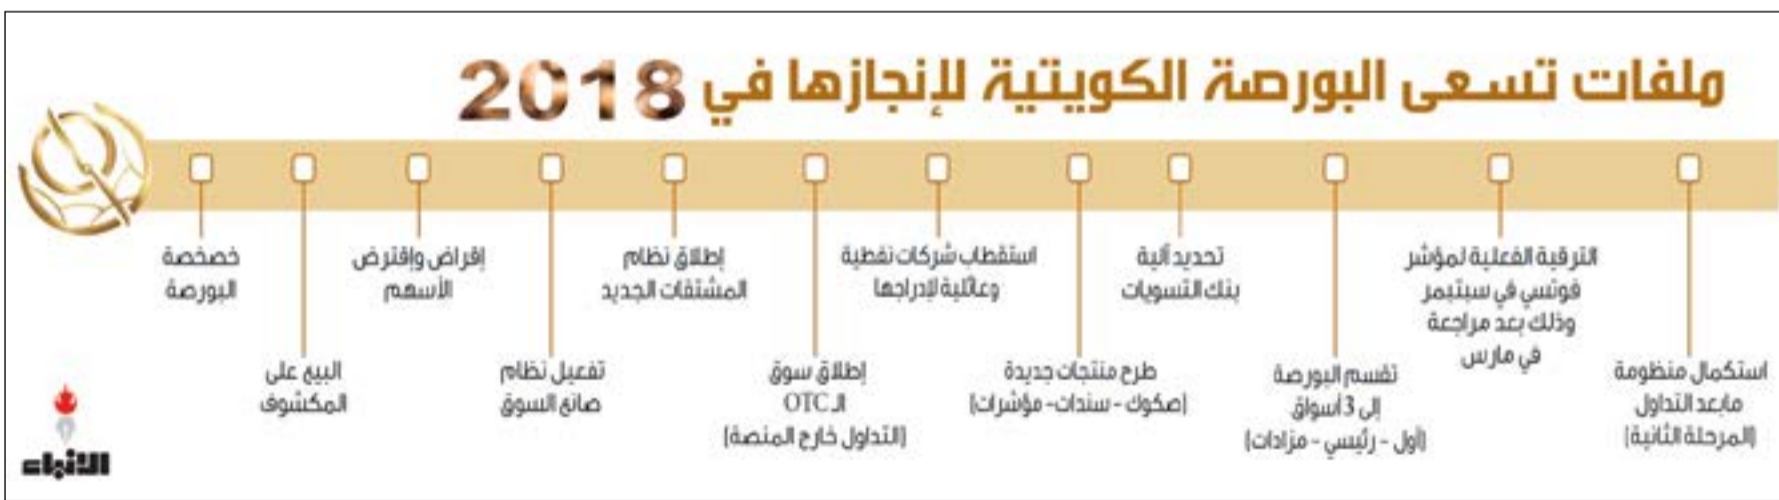 ملفات تسعى البورصة الكويتية لإنجازها في 2018
استكمال منظومة
مابعد التداول
(المرحلة الثانية)
الترقية الفعلية لمؤشر
فوتسي في سبتمبر
وذلك بعد مراجعة
في مارس
تقسم البورصة
إلى 3 أسواق
(أول - رئيسي - مزادات)
تحديد آلية
بنك التسويات
طرح منتجات جديدة
(صكوك - سندات - مؤشرات)
استقطاب شركات نفطية
وعائلية لإدراجها
إطلاق سوق
الـ OTC
(التداول خارج المنصة)
إطلاق نظام
المشتقات الجديد
تفعيل نظام
صانع السوق
إقراض وإقترض
الأسهم
البيع على
المكشوف
خصخصة
البورصة
الأنباء